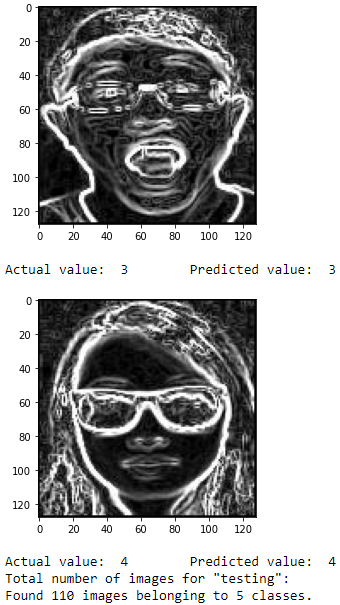 0
20
40
60
80
100
120
0 20 40 60 80 100 120
Actual value: 3 Predicted value: 3
0
20
40
60
80
100
120
0 20 40 60 80 100 120
Actual value: 4 Predicted value: 4
Total number of images for "testing":
Found 110 images belonging to 5 classes.